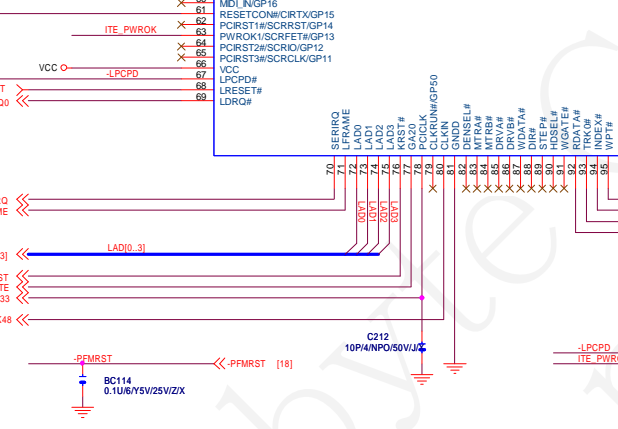 MIDI_IN/GP16
61 RESETCON#/CIRTX/GP15
62 PCIRST1#/SCRRST/GP14
ITE_PWROK 63 PWROK1/SCRFET#/GP13
64 PCIRST2#/SCRIO/GP12
65 PCIRST3#/SCRCLK/GP11
VCC 66 VCC
-LPCPD 67 LPCPD#
68 LRESET#
69 LDRQ#
SERIRQ
LFRAME
LAD0
LAD1
LAD2
LAD3
KRST#
GA20
PCICLK
CLKRUN#/GP50
CLKIN
GNDD
DENSEL#
MTRA#
MTRB#
DRVA#
DRVB#
WDATA#
DIR#
STEP#
HDSEL#
WGATE#
RDATA#
TRK0#
INDEX#
WPT#
70 71 72 73 74 75 76 77 78 79 80 81 82 83 84 85 86 87 88 89 90 91 92 93 94 95
LAD0
LAD1
LAD2
LAD3
LAD[0..3]
33
C212
10P/4/NPO/50V/J/X
-PFMRST
-PFMRST [18]
BC114
0.1U/6/Y5V/25V/Z/X
-LPCPD